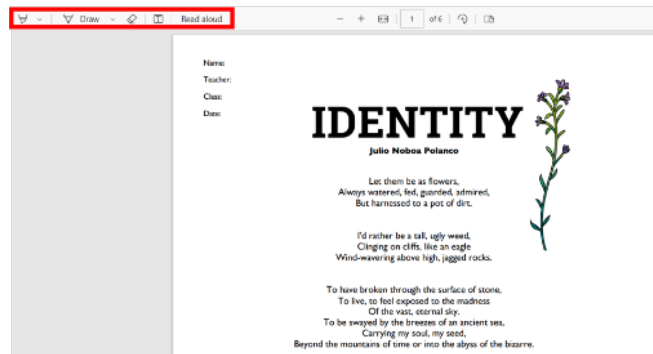 Draw
Read aloud
1 of 6
Name:
Teacher:
Class:
Date:
IDENTITY
Julio Noboa Polanco
Let them be as flowers,
Always watered, fed, guarded, admired,
But harnessed to a pot of dirt.
I'd rather be a tall, ugly weed,
Clinging on cliffs, like an eagle
Wind-wavering above high, jagged rocks.
To have broken through the surface of stone,
To live, to feel exposed to the madness
Of the vast, eternal sky.
To be swayed by the breezes of an ancient sea,
Carrying my soul, my seed,
Beyond the mountains of time or into the abyss of the bizarre.